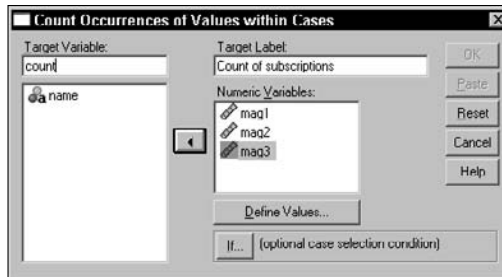 Count Occurrences of Values within Cases
Target Variable:
count
Target Label:
Count of subscriptions
name
Numeric Variables:
mag1
mag2
mag3
Define Values...
If... (optional case selection condition)
OK
Paste
Reset
Cancel
Help